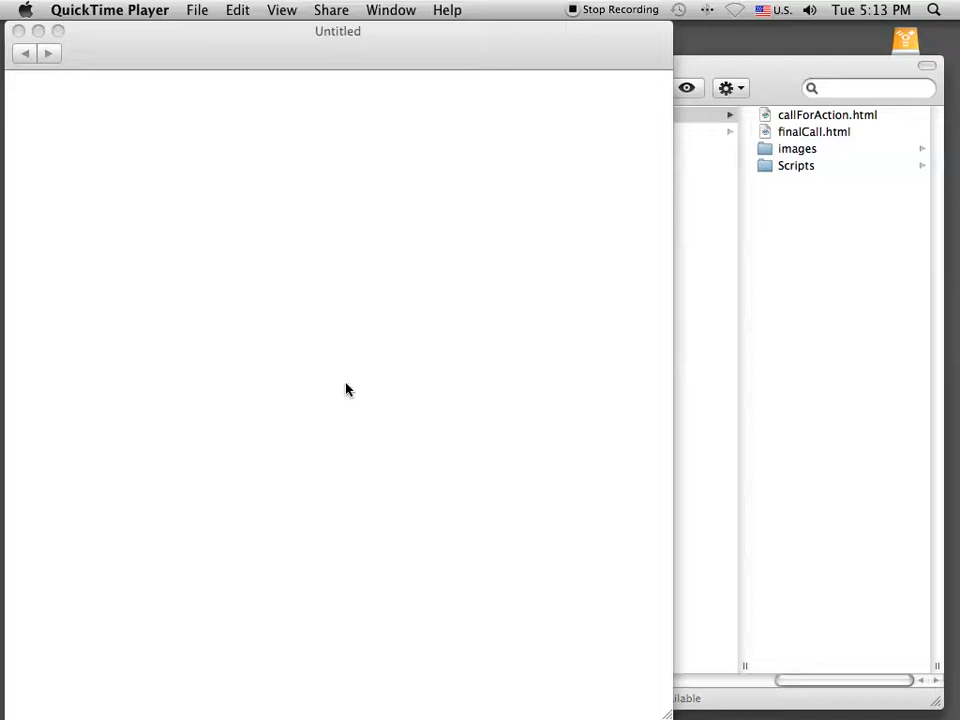 QuickTime Player File Edit View Share Window Help Stop Recording U.S. Tue 5:13 PM
Untitled
callForAction.html
finalCall.html
images
Scripts